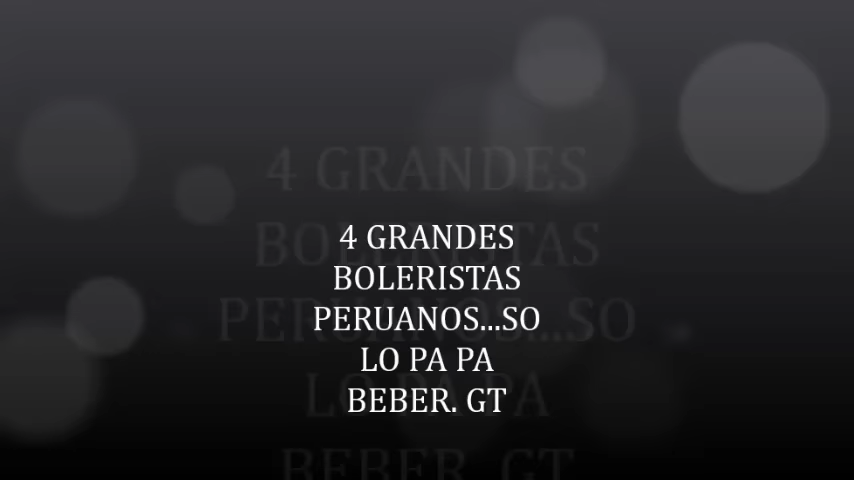 4 GRANDES
BOLERISTAS
PERUANOS...SO
LO PA PA
BEBER. GT